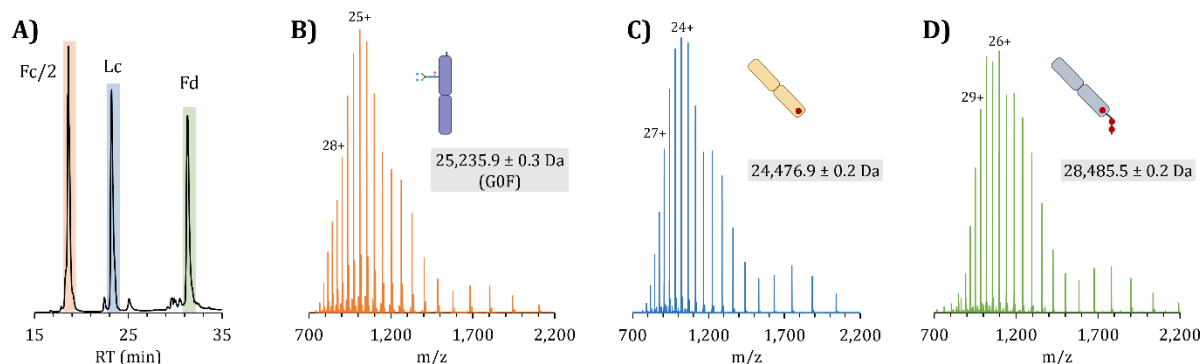 A)
Fc/2
Lc
Fd
15 25 35
RT (min)
B)
25+
28+
25,235.9 ± 0.3 Da
(G0F)
700 1,200 1,700 2,200
m/z
C)
24+
27+
24,476.9 ± 0.2 Da
700 1,200 1,700 2,200
m/z
D)
26+
29+
28,485.5 ± 0.2 Da
700 1,200 1,700 2,200
m/z